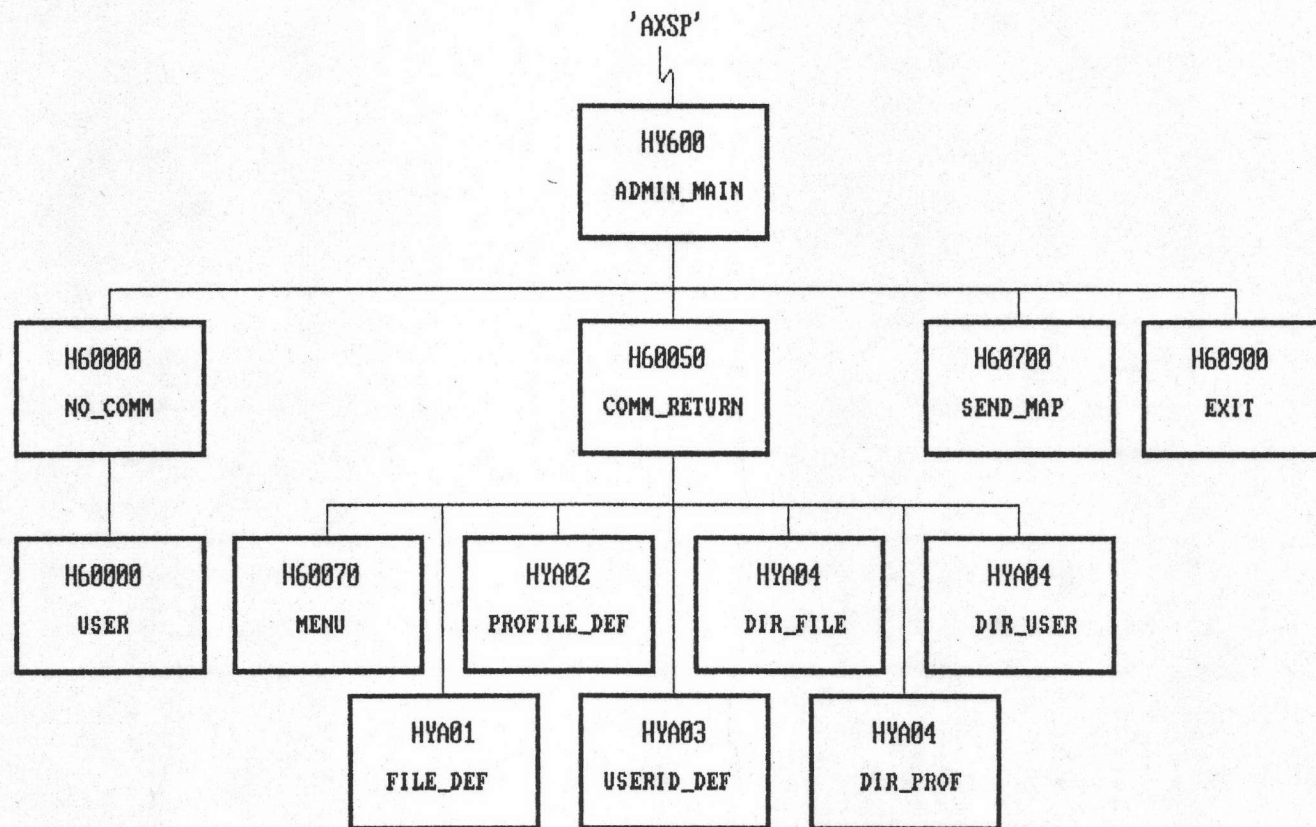 'AXSP'
HY600
ADMIN_MAIN
H60000
NO_COMM
H60050
COMM_RETURN
H60700
SEND_MAP
H60900
EXIT
H60000
USER
H60070
MENU
HYA02
PROFILE_DEF
HYA04
DIR_FILE
HYA04
DIR_USER
HYA01
FILE_DEF
HYA03
USERID_DEF
HYA04
DIR_PROF